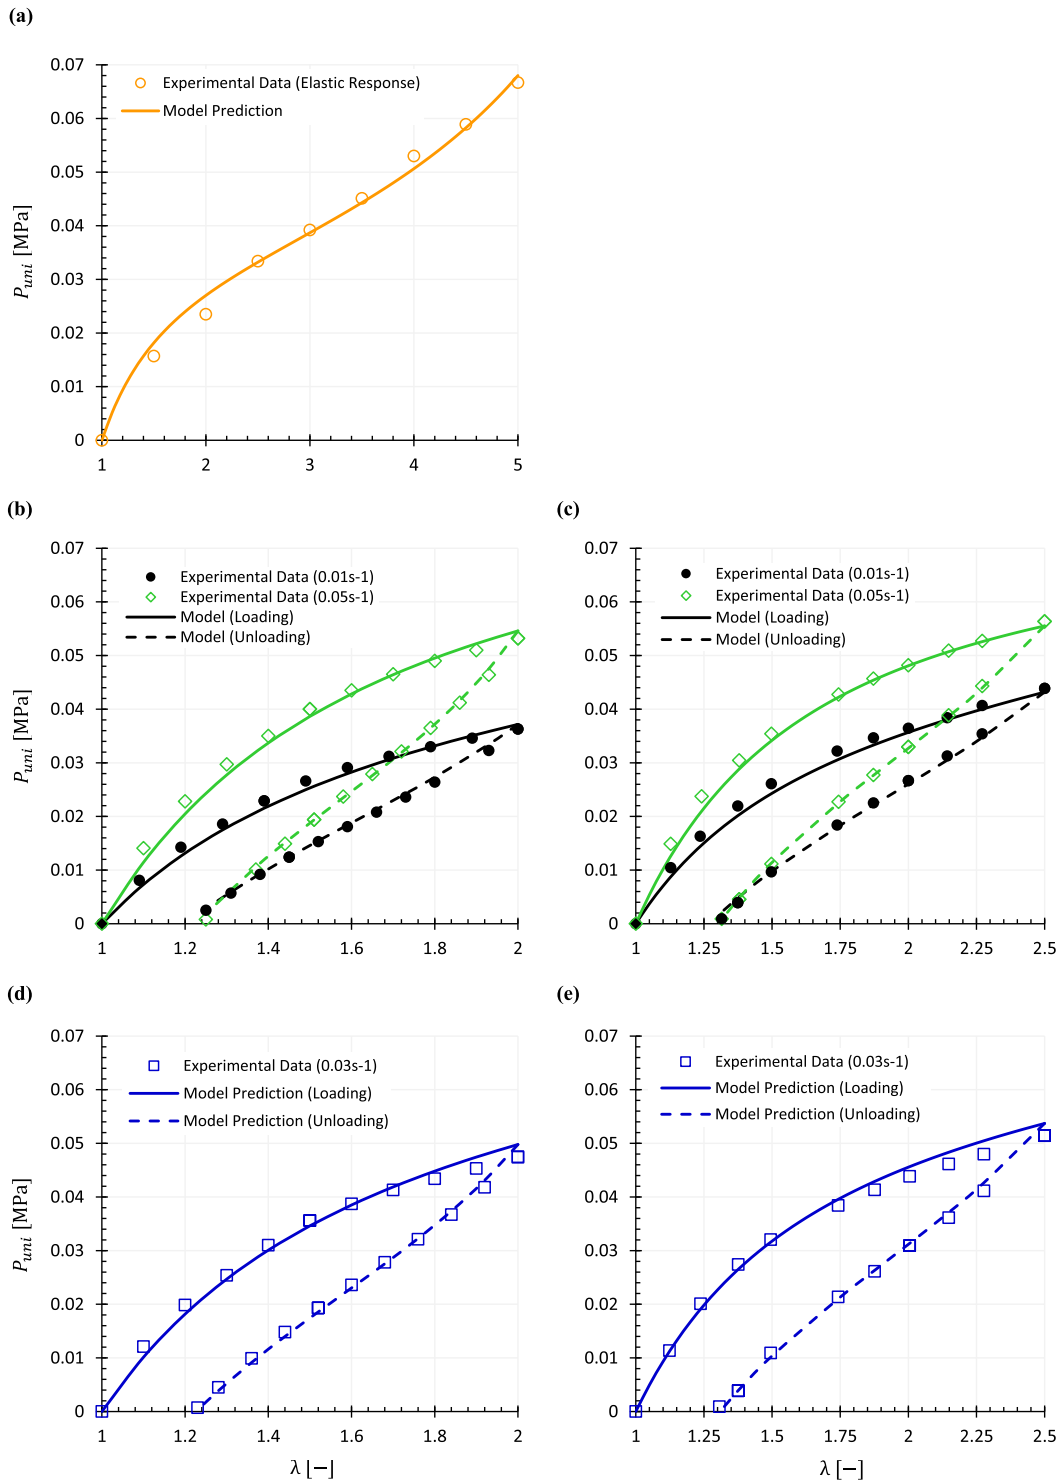 (a)
0.07
0.06
0.05
0.04
0.03
0.02
0.01
0
P_uni [MPa]
Experimental Data (Elastic Response)
Model Prediction
1 2 3 4 5
(b)
0.07
0.06
0.05
0.04
0.03
0.02
0.01
0
P_uni [MPa]
Experimental Data (0.01s-1)
Experimental Data (0.05s-1)
Model (Loading)
Model (Unloading)
1 1.2 1.4 1.6 1.8 2
(c)
0.07
0.06
0.05
0.04
0.03
0.02
0.01
0
Experimental Data (0.01s-1)
Experimental Data (0.05s-1)
Model (Loading)
Model (Unloading)
1 1.25 1.5 1.75 2 2.25 2.5
(d)
0.07
0.06
0.05
0.04
0.03
0.02
0.01
0
P_uni [MPa]
Experimental Data (0.03s-1)
Model Prediction (Loading)
Model Prediction (Unloading)
1 1.2 1.4 1.6 1.8 2
λ [−]
(e)
0.07
0.06
0.05
0.04
0.03
0.02
0.01
0
Experimental Data (0.03s-1)
Model Prediction (Loading)
Model Prediction (Unloading)
1 1.25 1.5 1.75 2 2.25 2.5
λ [−]